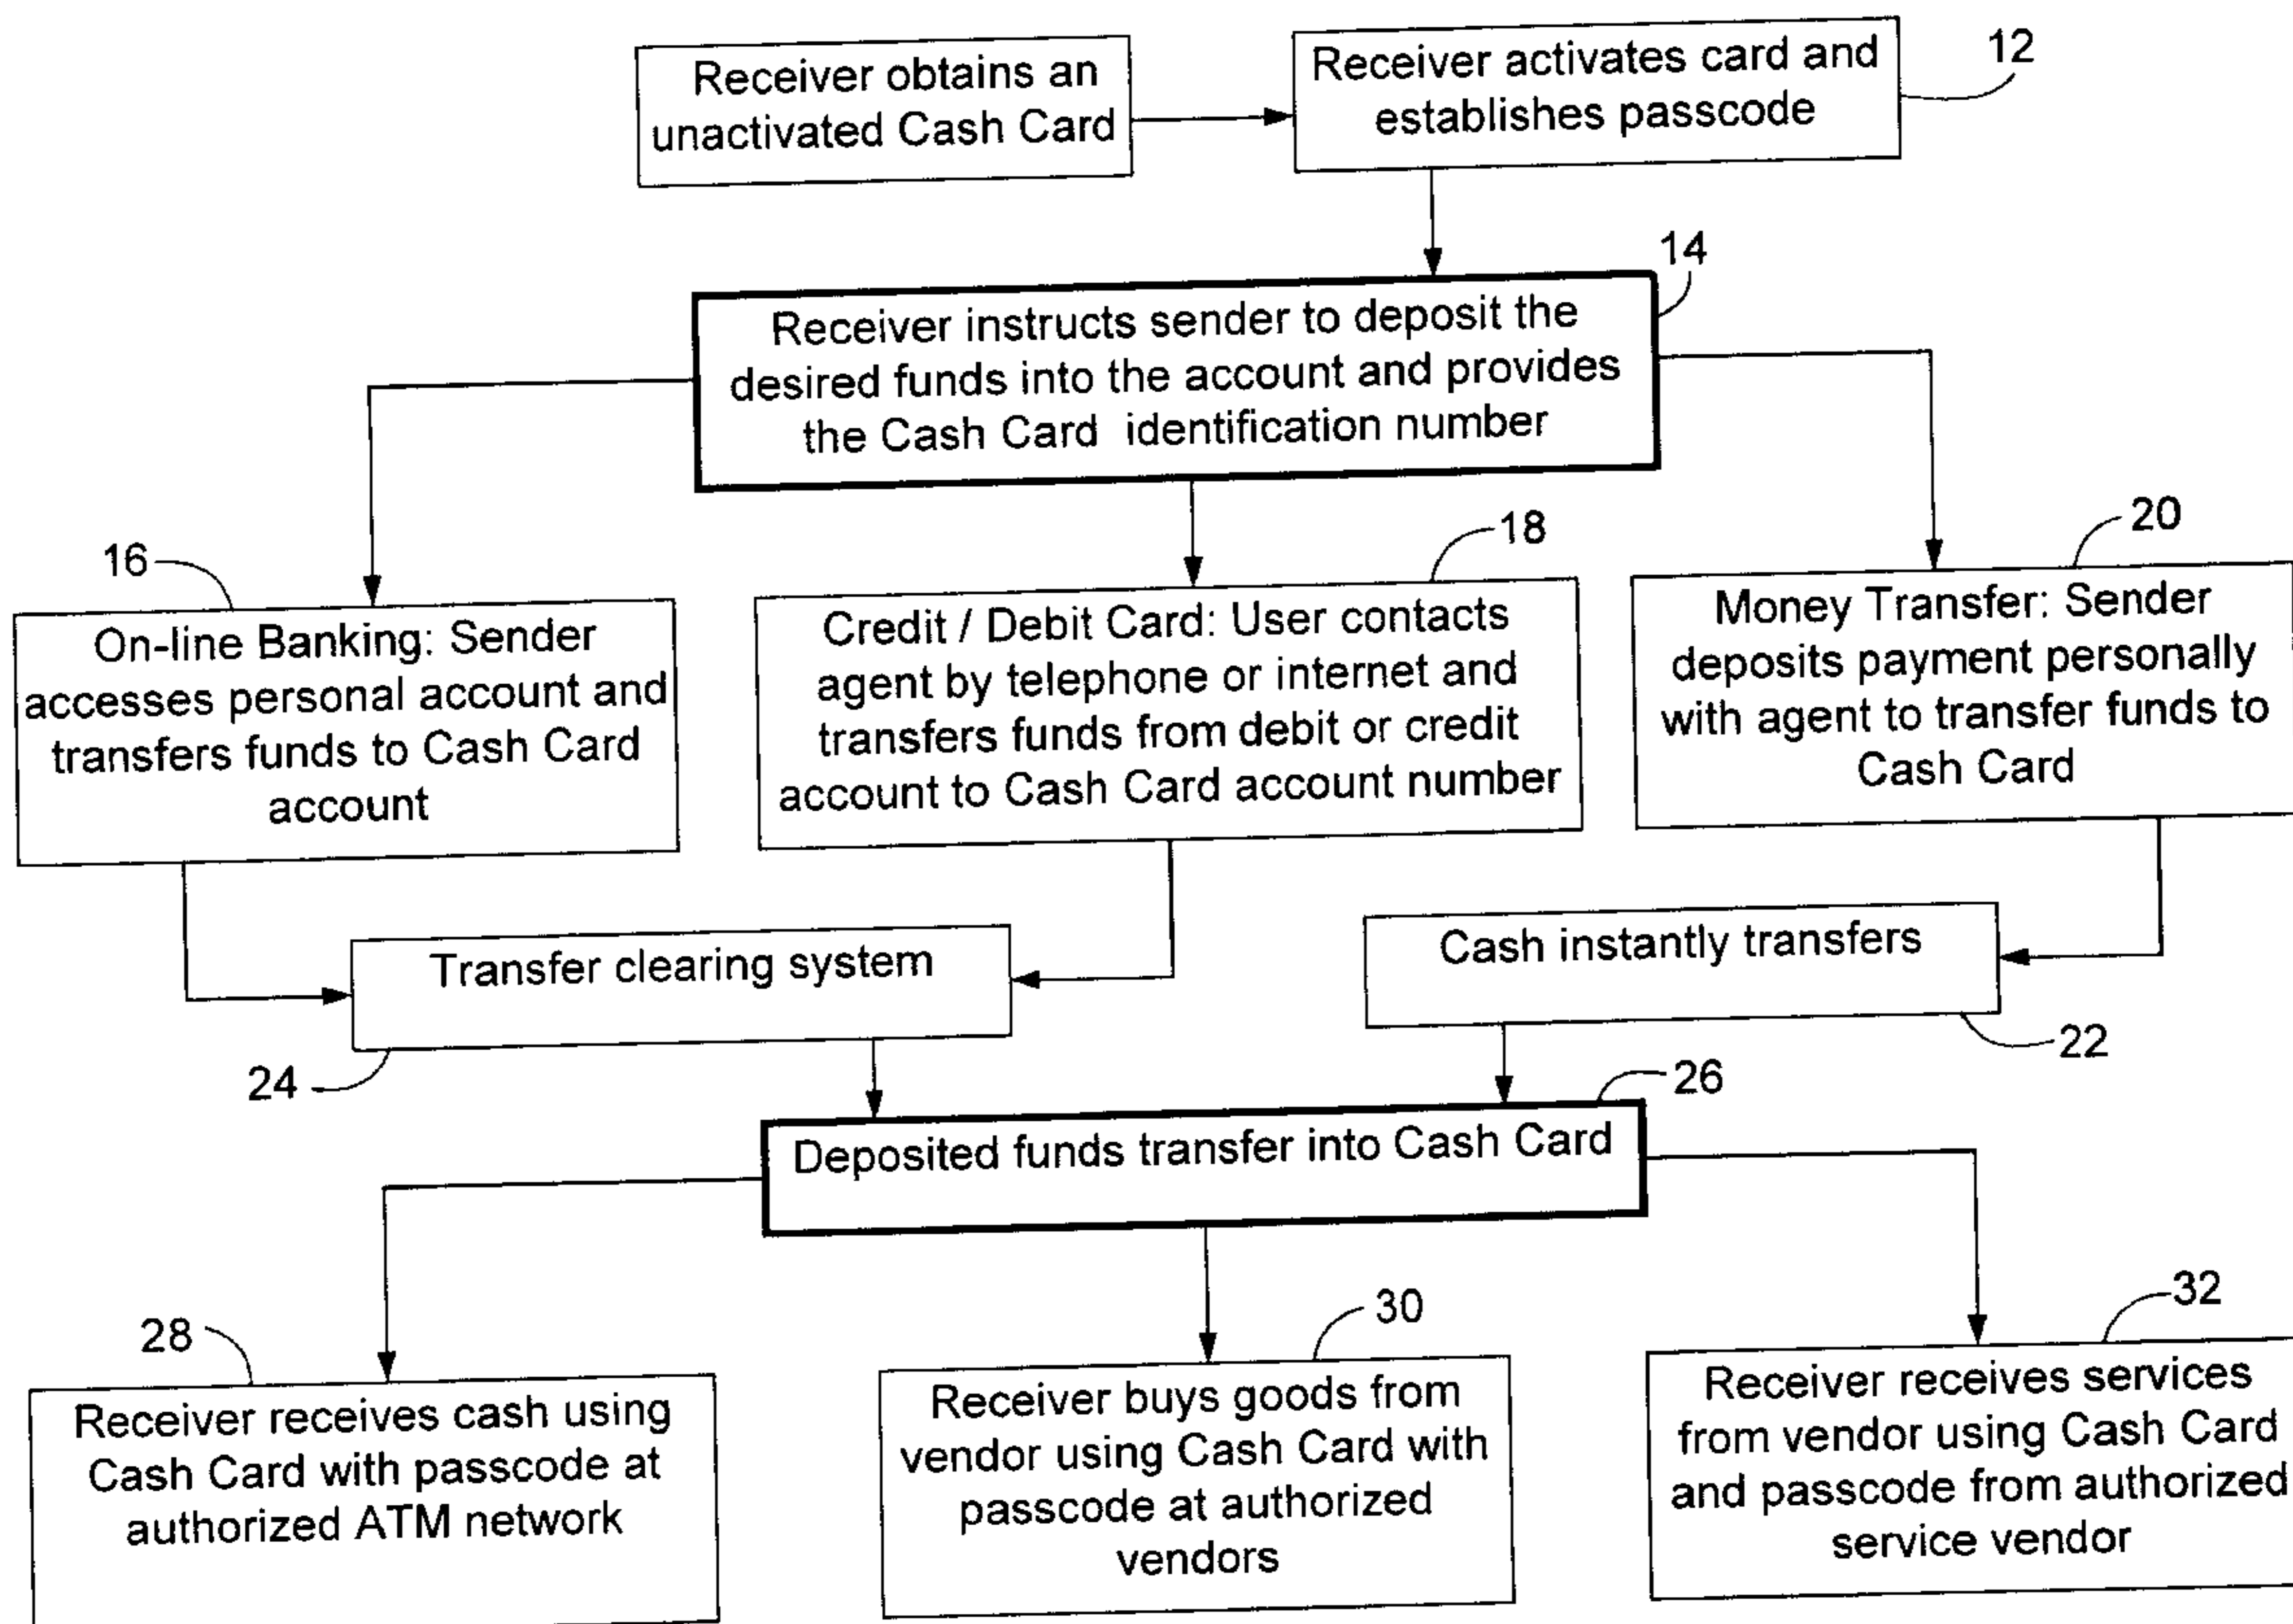 Receiver obtains an
unactivated Cash Card
Receiver activates card and
establishes passcode
12
14
Receiver instructs sender to deposit the
desired funds into the account and provides
the Cash Card identification number
16
18
20
On-line Banking: Sender
accesses personal account and
transfers funds to Cash Card
account
Credit / Debit Card: User contacts
agent by telephone or internet and
transfers funds from debit or credit
account to Cash Card account number
Money Transfer: Sender
deposits payment personally
with agent to transfer funds to
Cash Card
Transfer clearing system
Cash instantly transfers
24
22
26
Deposited funds transfer into Cash Card
28
30
32
Receiver receives cash using
Cash Card with passcode at
authorized ATM network
Receiver buys goods from
vendor using Cash Card with
passcode at authorized
vendors
Receiver receives services
from vendor using Cash Card
and passcode from authorized
service vendor